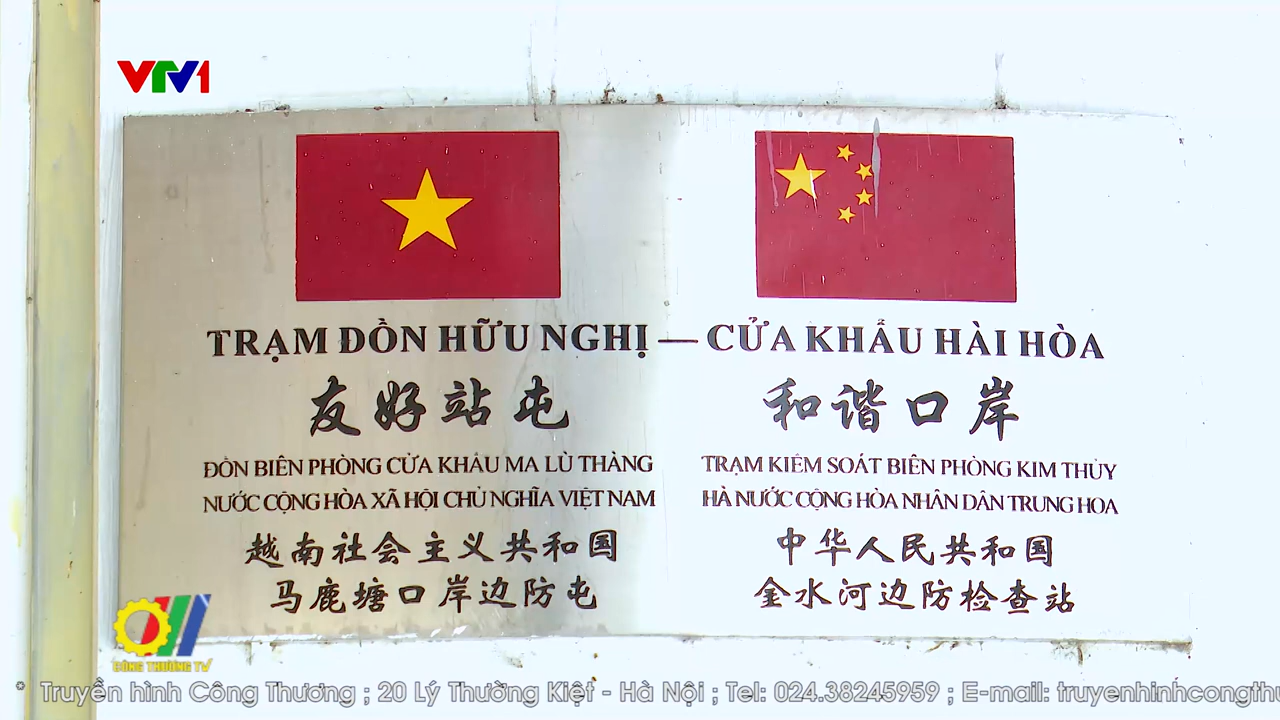 VTV1
TRẠM ĐỒN HỮU NGHỊ — CỬA KHẨU HÀI HÒA
友好站屯 和谐口岸
ĐỒN BIÊN PHÒNG CỬA KHẨU MA LÙ THÀNG
NƯỚC CỘNG HÒA XÃ HỘI CHỦ NGHĨA VIỆT NAM
越南社会主义共和国
马鹿塘口岸边防屯
TRẠM KIỂM SOÁT BIÊN PHÒNG KIM THỦY
HÀ NƯỚC CỘNG HÒA NHÂN DÂN TRUNG HOA
中华人民共和国
金水河边防检查站
CÔNG THƯƠNG TV
* Truyền hình Công Thương ; 20 Lý Thường Kiệt - Hà Nội ; Tel: 024.38245959 ; E-mail: truyenhinhcongthu